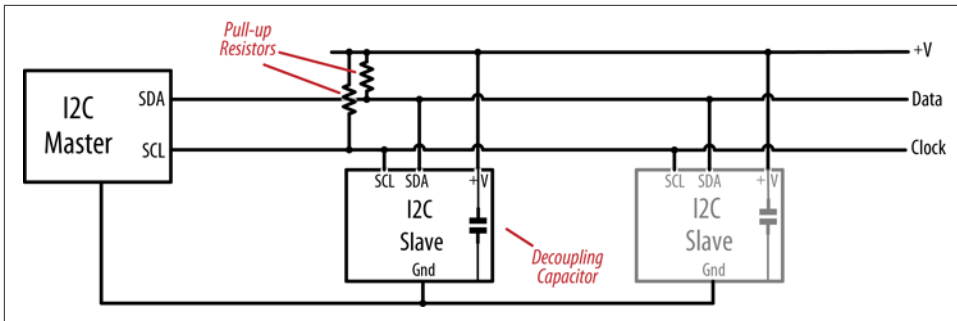 Pull-up
Resistors
+V
I2C
Master
SDA
SCL
Data
Clock
SCL SDA +V
I2C
Slave
Gnd
Decoupling
Capacitor
SCL SDA +V
I2C
Slave
Gnd